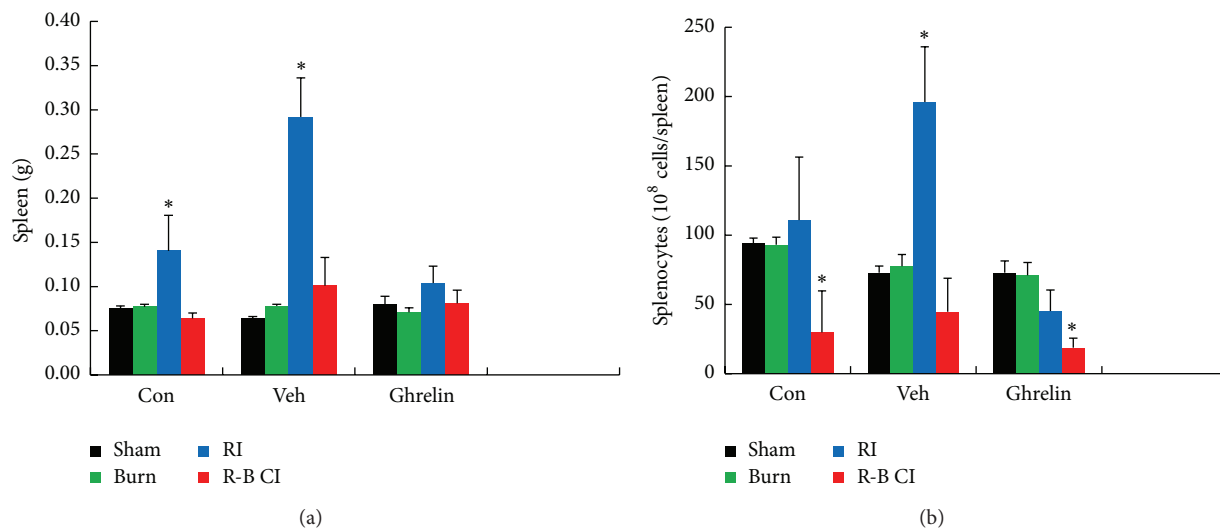 0.40
0.35
0.30
0.25
0.20
0.15
0.10
0.05
0.00
Spleen (g)
*
*
Con Veh Ghrelin
Sham RI
Burn R-B CI
(a)
250
200
150
100
50
0
Splenocytes (10⁸ cells/spleen)
*
*
*
Con Veh Ghrelin
Sham RI
Burn R-B CI
(b)